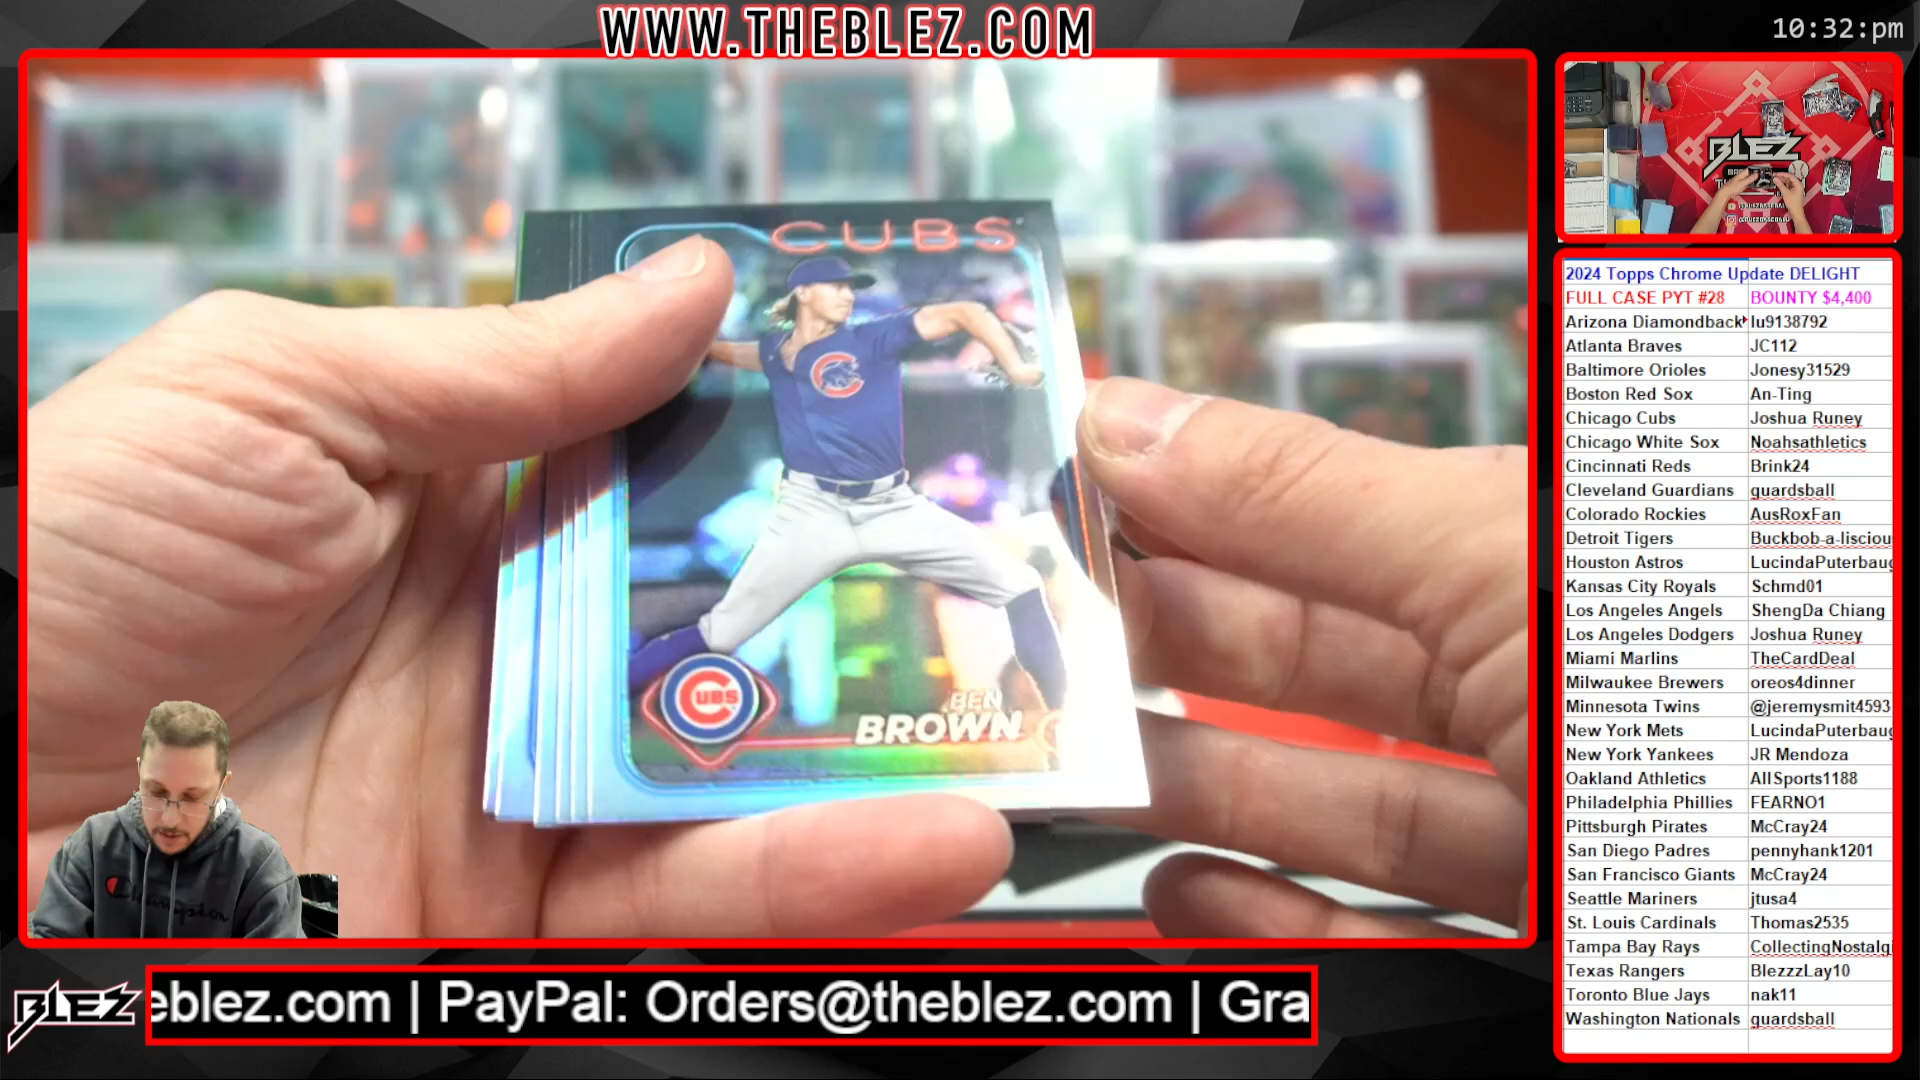 WWW.THEBLEZ.COM
10:32:pm
CUBS
C
CUBS
BEN
BROWN
Champion
BLEZ
eblez.com | PayPal: Orders@theblez.com | Gra
BLEZ
2024 Topps Chrome Update DELIGHT
FULL CASE PYT #28 BOUNTY $4,400
Arizona Diamondback lu9138792
Atlanta Braves JC112
Baltimore Orioles Jonesy31529
Boston Red Sox An-Ting
Chicago Cubs Joshua Runey
Chicago White Sox Noahsathletics
Cincinnati Reds Brink24
Cleveland Guardians guardsball
Colorado Rockies AusRoxFan
Detroit Tigers Buckbob-a-lisciou
Houston Astros LucindaPuterbaug
Kansas City Royals Schmd01
Los Angeles Angels ShengDa Chiang
Los Angeles Dodgers Joshua Runey
Miami Marlins TheCardDeal
Milwaukee Brewers oreos4dinner
Minnesota Twins @jeremysmit4593
New York Mets LucindaPuterbaug
New York Yankees JR Mendoza
Oakland Athletics AllSports1188
Philadelphia Phillies FEARNO1
Pittsburgh Pirates McCray24
San Diego Padres pennyhank1201
San Francisco Giants McCray24
Seattle Mariners jtusa4
St. Louis Cardinals Thomas2535
Tampa Bay Rays CollectingNostalgi
Texas Rangers BlezzzLay10
Toronto Blue Jays nak11
Washington Nationals guardsball